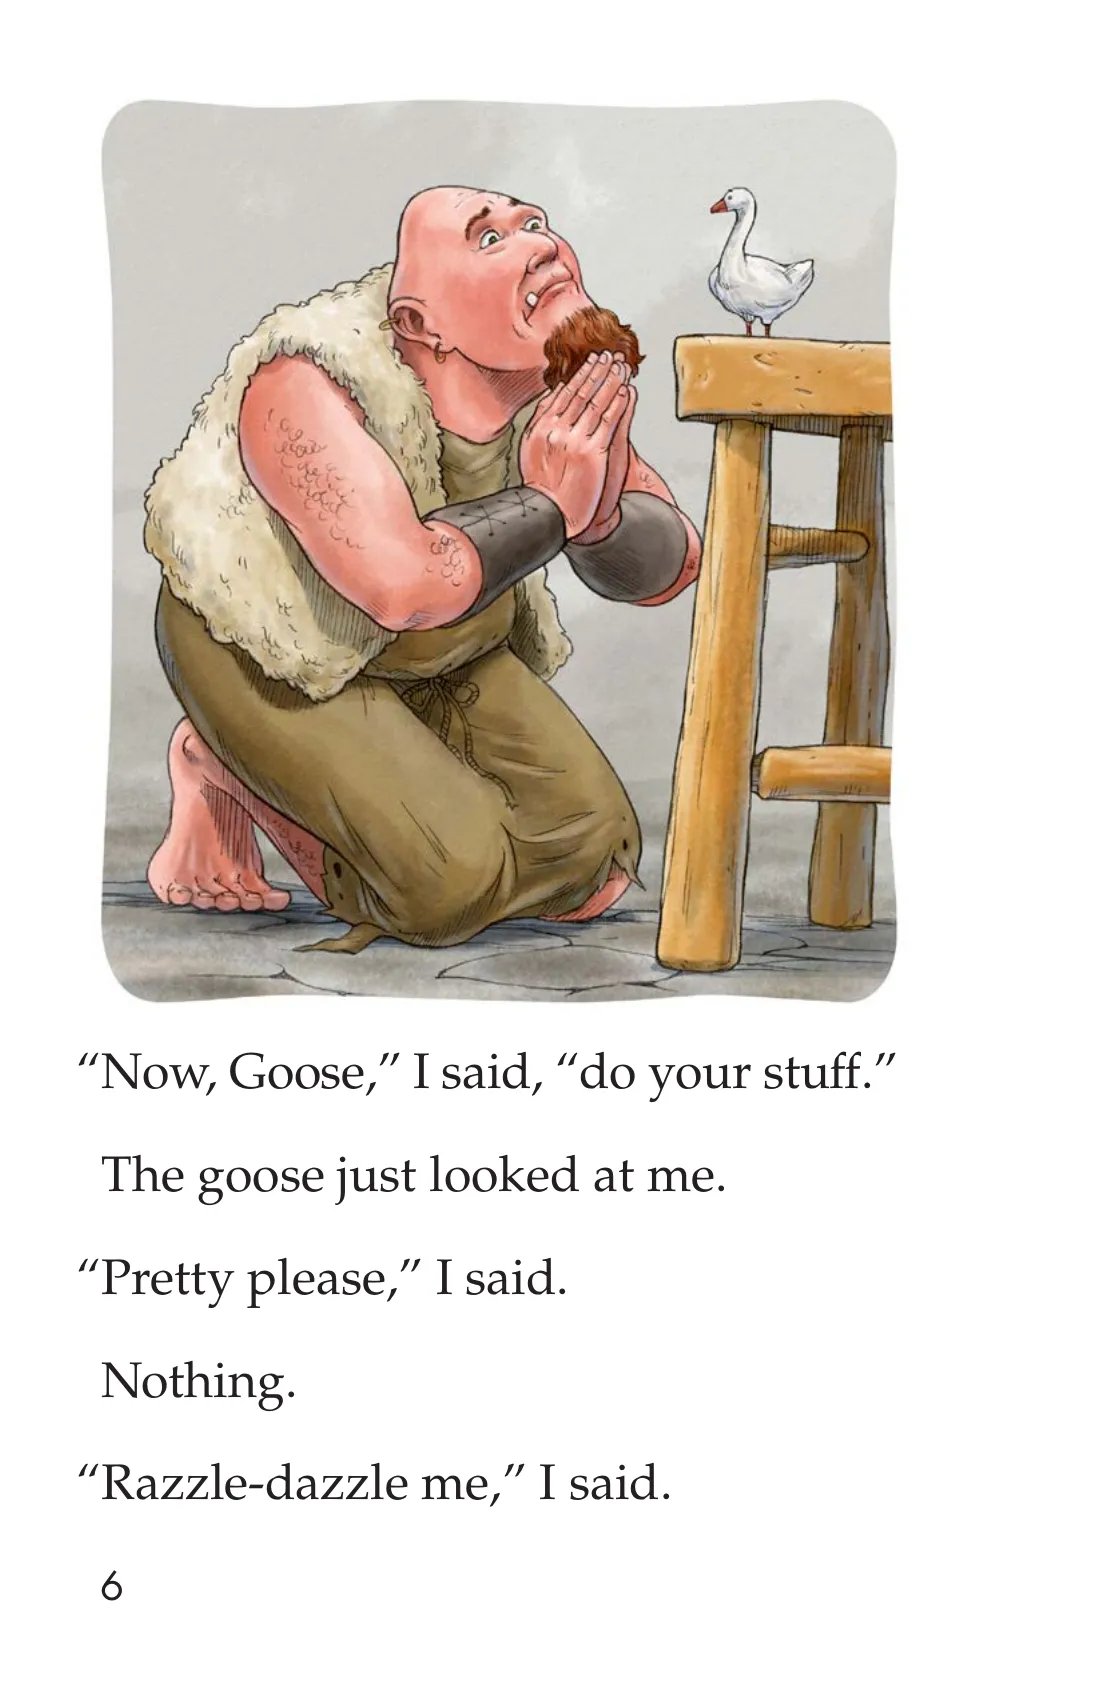 “Now, Goose,” I said, “do your stuff.”
The goose just looked at me.
“Pretty please,” I said.
Nothing.
“Razzle-dazzle me,” I said.
6